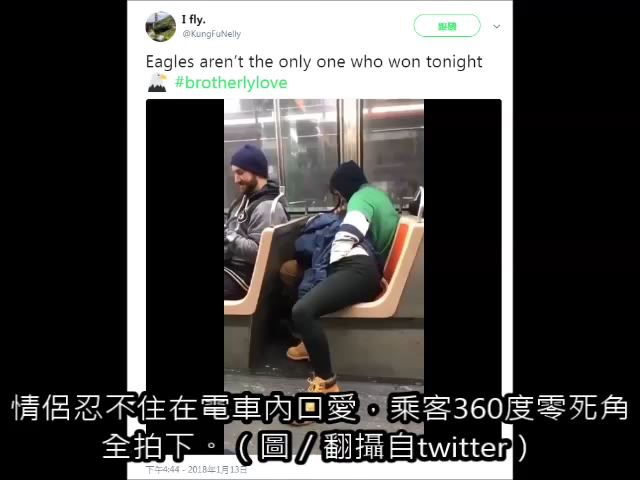 I fly.
@KungFuNelly
跟隨
Eagles aren't the only one who won tonight
#brotherlylove
情侶忍不住在電車內口愛，乘客360度零死角
全拍下。（圖／翻攝自twitter）
下午4:44 - 2018年1月13日